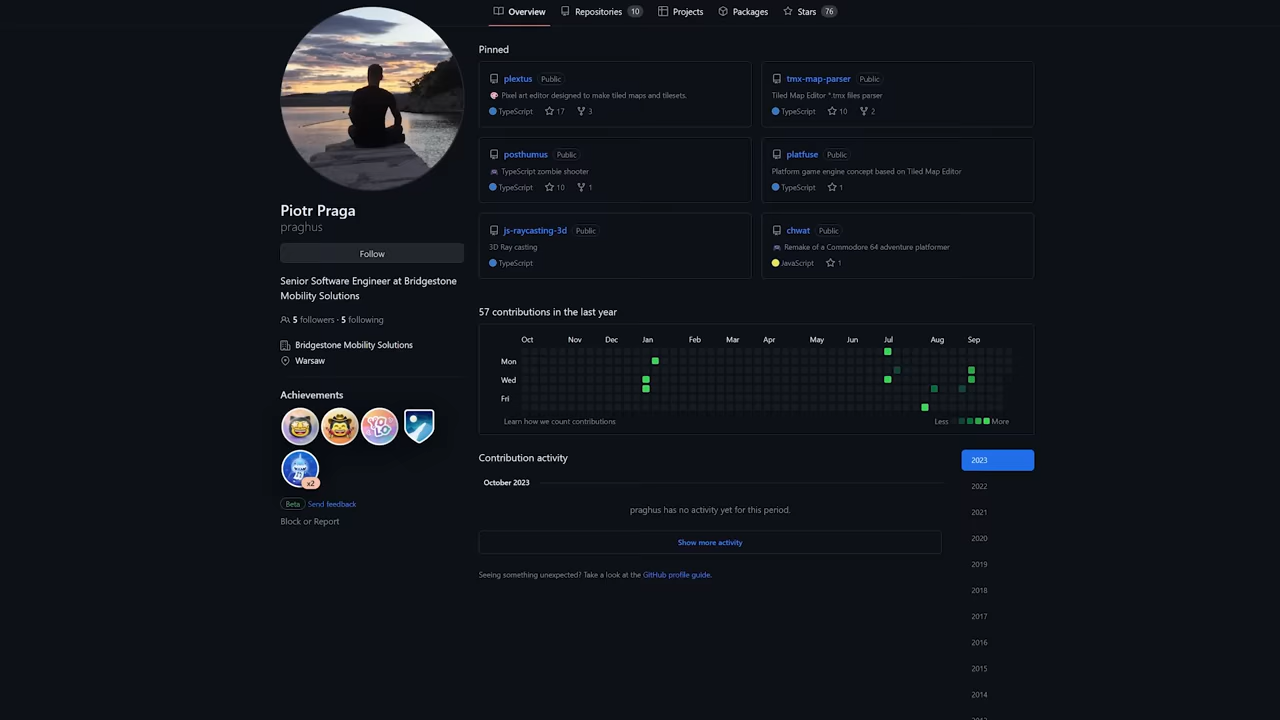 Overview Repositories 10 Projects Packages Stars 76
Piotr Praga
praghus
Follow
Senior Software Engineer at Bridgestone
Mobility Solutions
5 followers · 5 following
Bridgestone Mobility Solutions
Warsaw
Achievements
YOLO
x2
Beta Send feedback
Block or Report
Pinned
plextus Public
Pixel art editor designed to make tiled maps and tilesets.
TypeScript 17 3
tmx-map-parser Public
Tiled Map Editor *.tmx files parser
TypeScript 10 2
posthumus Public
TypeScript zombie shooter
TypeScript 10 1
platfuse Public
Platform game engine concept based on Tiled Map Editor
TypeScript 1
js-raycasting-3d Public
3D Ray casting
TypeScript
chwat Public
Remake of a Commodore 64 adventure platformer
JavaScript 1
57 contributions in the last year
Oct Nov Dec Jan Feb Mar Apr May Jun Jul Aug Sep
Mon
Wed
Fri
Learn how we count contributions Less More
Contribution activity
October 2023
praghus has no activity yet for this period.
Show more activity
Seeing something unexpected? Take a look at the GitHub profile guide.
2023
2022
2021
2020
2019
2018
2017
2016
2015
2014